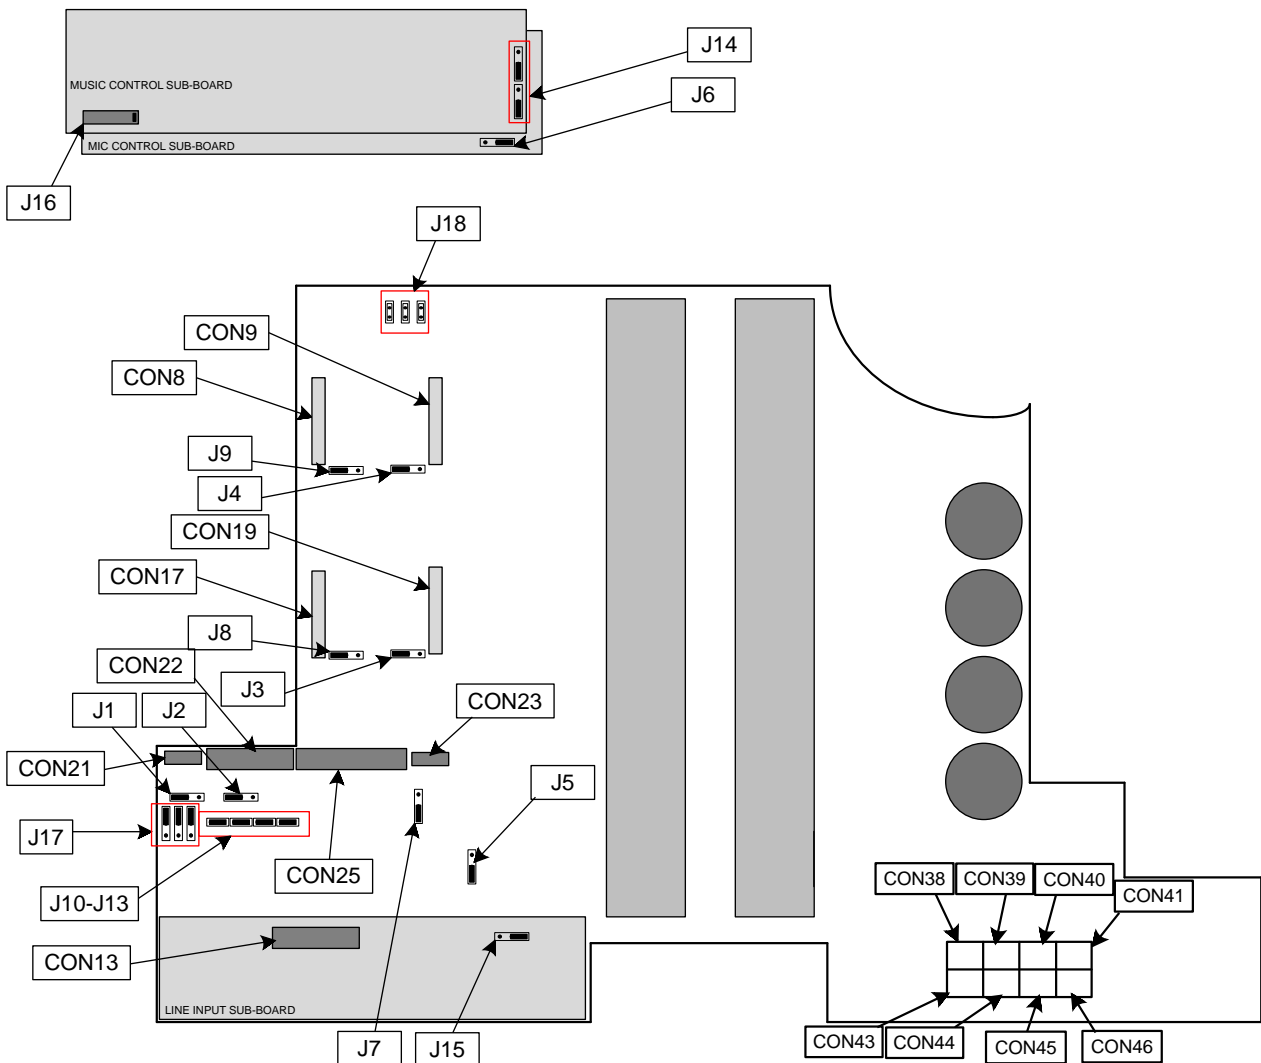 J14
MUSIC CONTROL SUB-BOARD
J6
MIC CONTROL SUB-BOARD
J16
J18
CON9
CON8
J9
J4
CON19
CON17
J8
CON22
J3
J1
J2
CON23
CON21
J5
J17
CON25
CON38
CON39
CON40
CON41
J10-J13
CON13
LINE INPUT SUB-BOARD
J7
J15
CON43
CON44
CON45
CON46